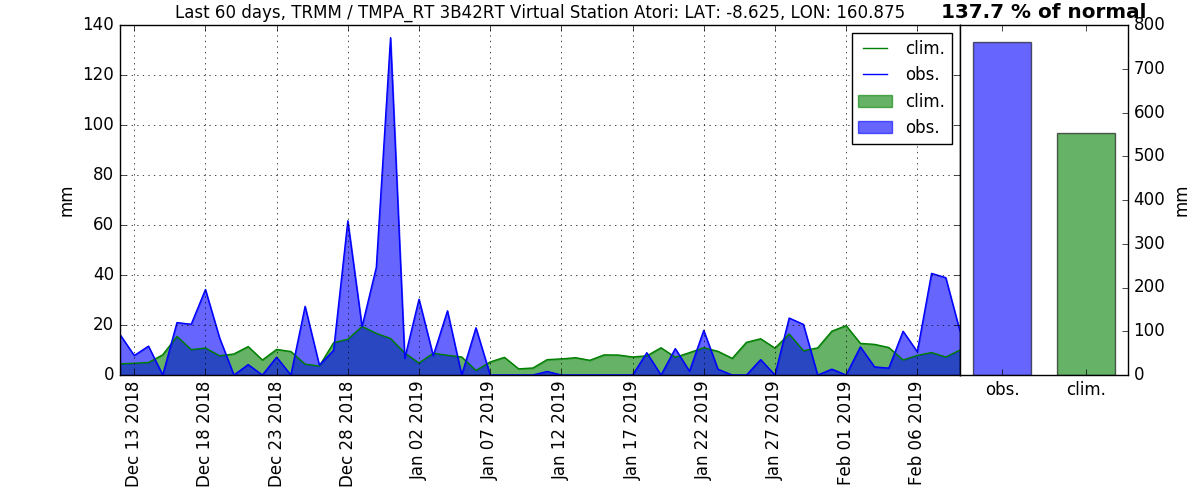 Last 60 days, TRMM / TMPA_RT 3B42RT Virtual Station Atori: LAT: -8.625, LON: 160.875
137.7 % of normal
140
120
100
80
60
40
20
0
mm
clim.
obs.
clim.
obs.
800
700
600
500
400
300
200
100
0
mm
Dec 13 2018
Dec 18 2018
Dec 23 2018
Dec 28 2018
Jan 02 2019
Jan 07 2019
Jan 12 2019
Jan 17 2019
Jan 22 2019
Jan 27 2019
Feb 01 2019
Feb 06 2019
obs.
clim.